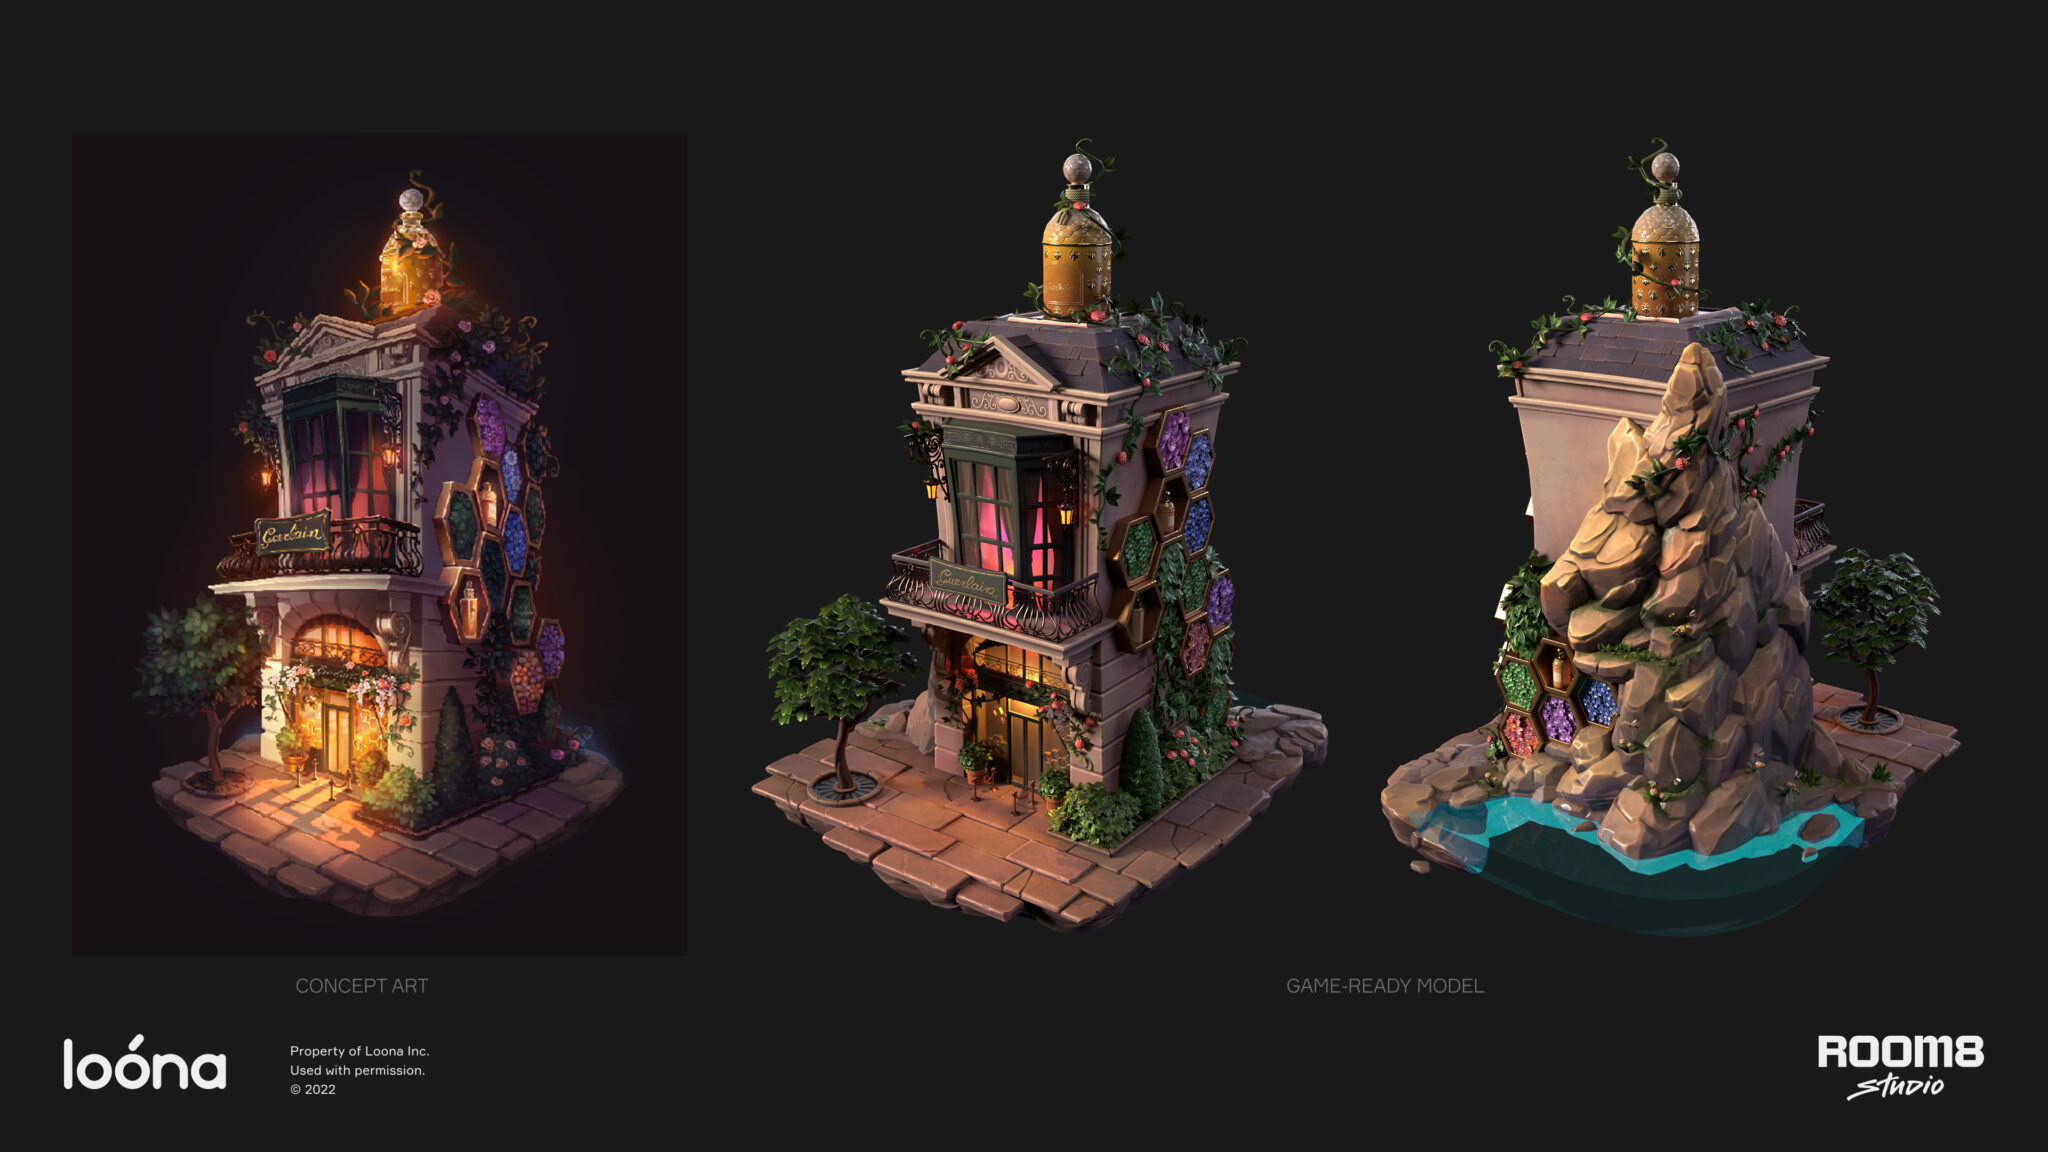 Guerlain
Guerlain
CONCEPT ART
GAME-READY MODEL
loóna
Property of Loona Inc.
Used with permission.
© 2022
ROOM8
STUDIO